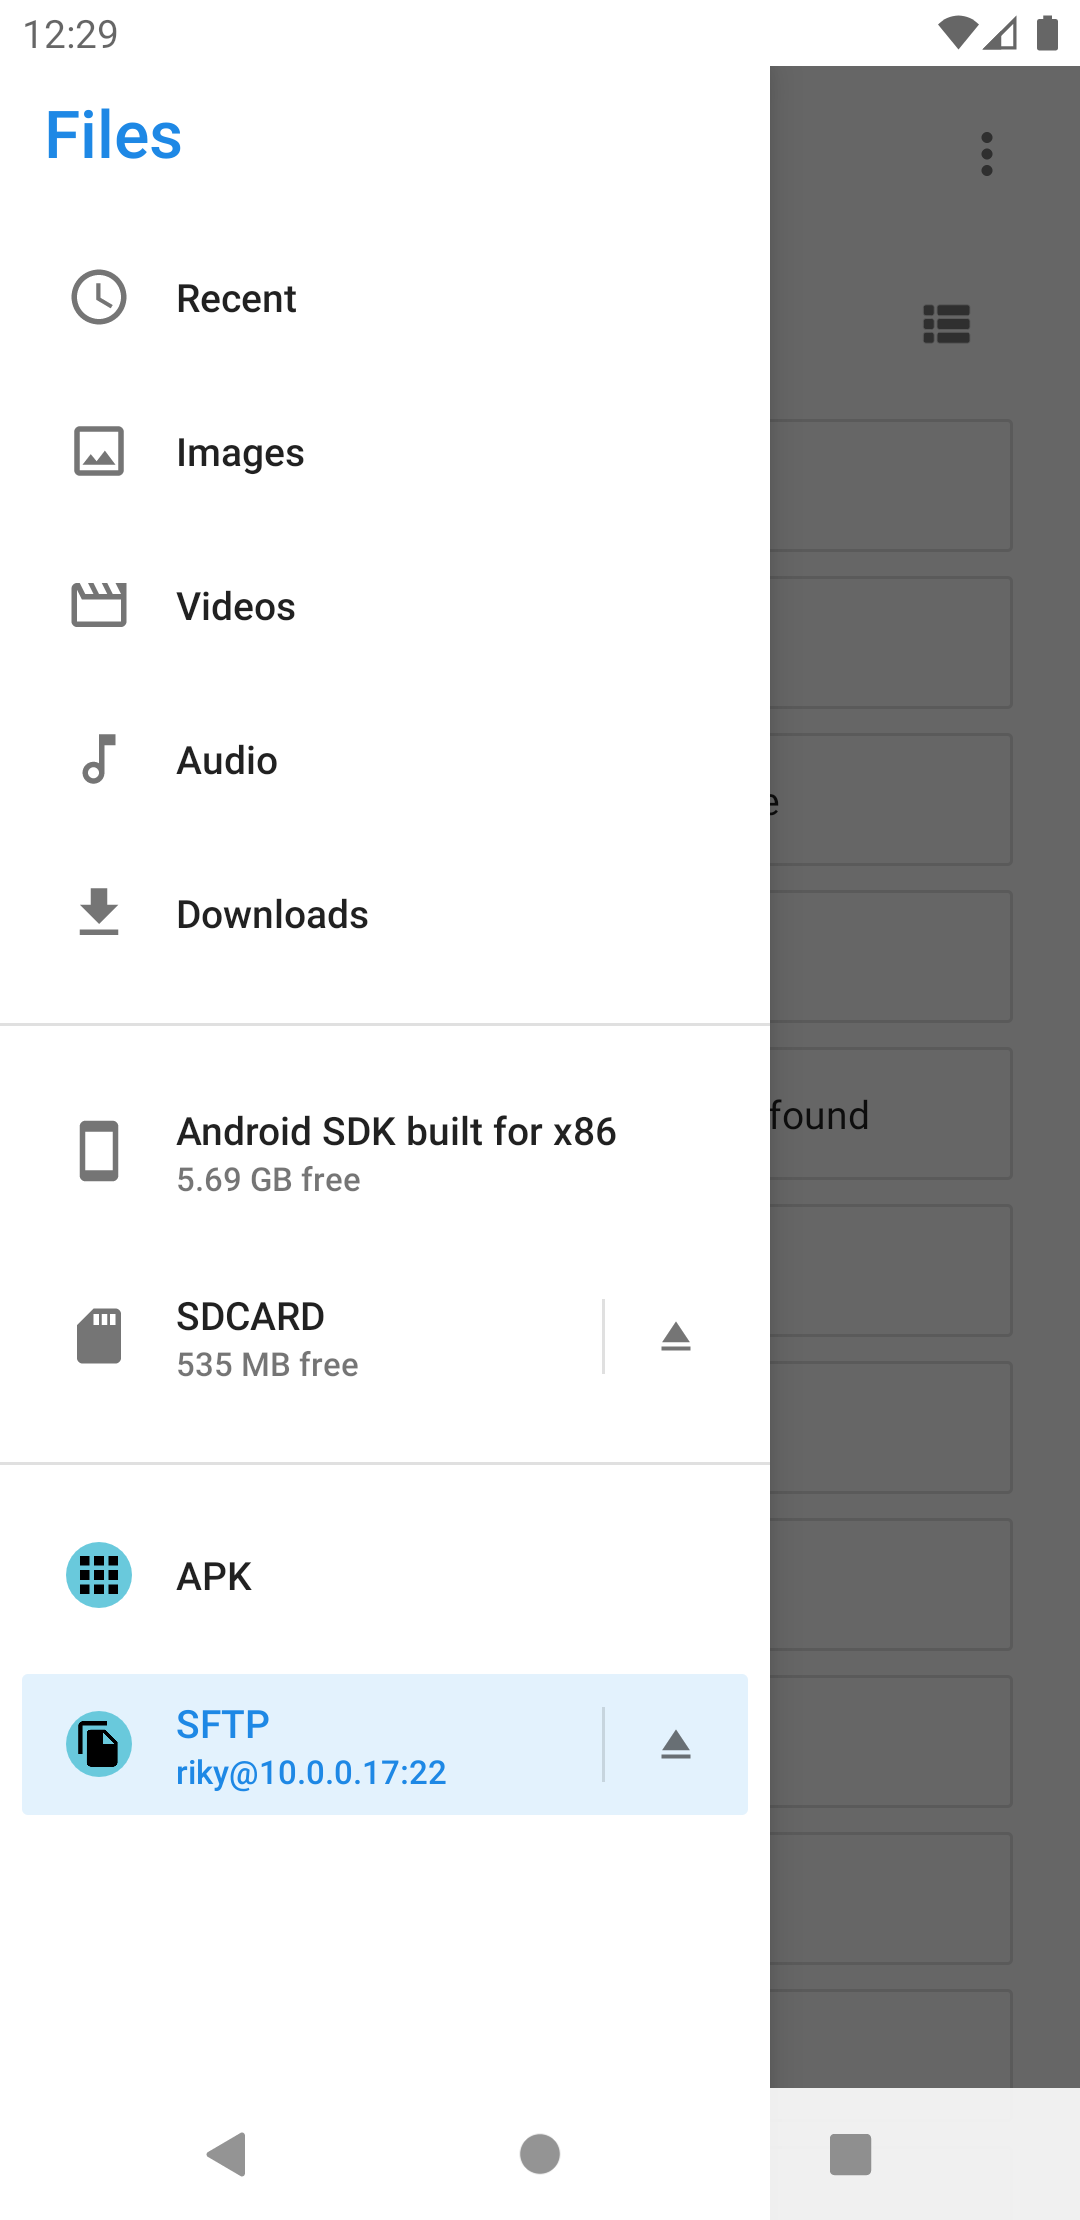 12:29
Files
Recent
Images
Videos
Audio
e
Downloads
found
Android SDK built for x86
5.69 GB free
SDCARD
535 MB free
APK
SFTP
riky@10.0.0.17:22